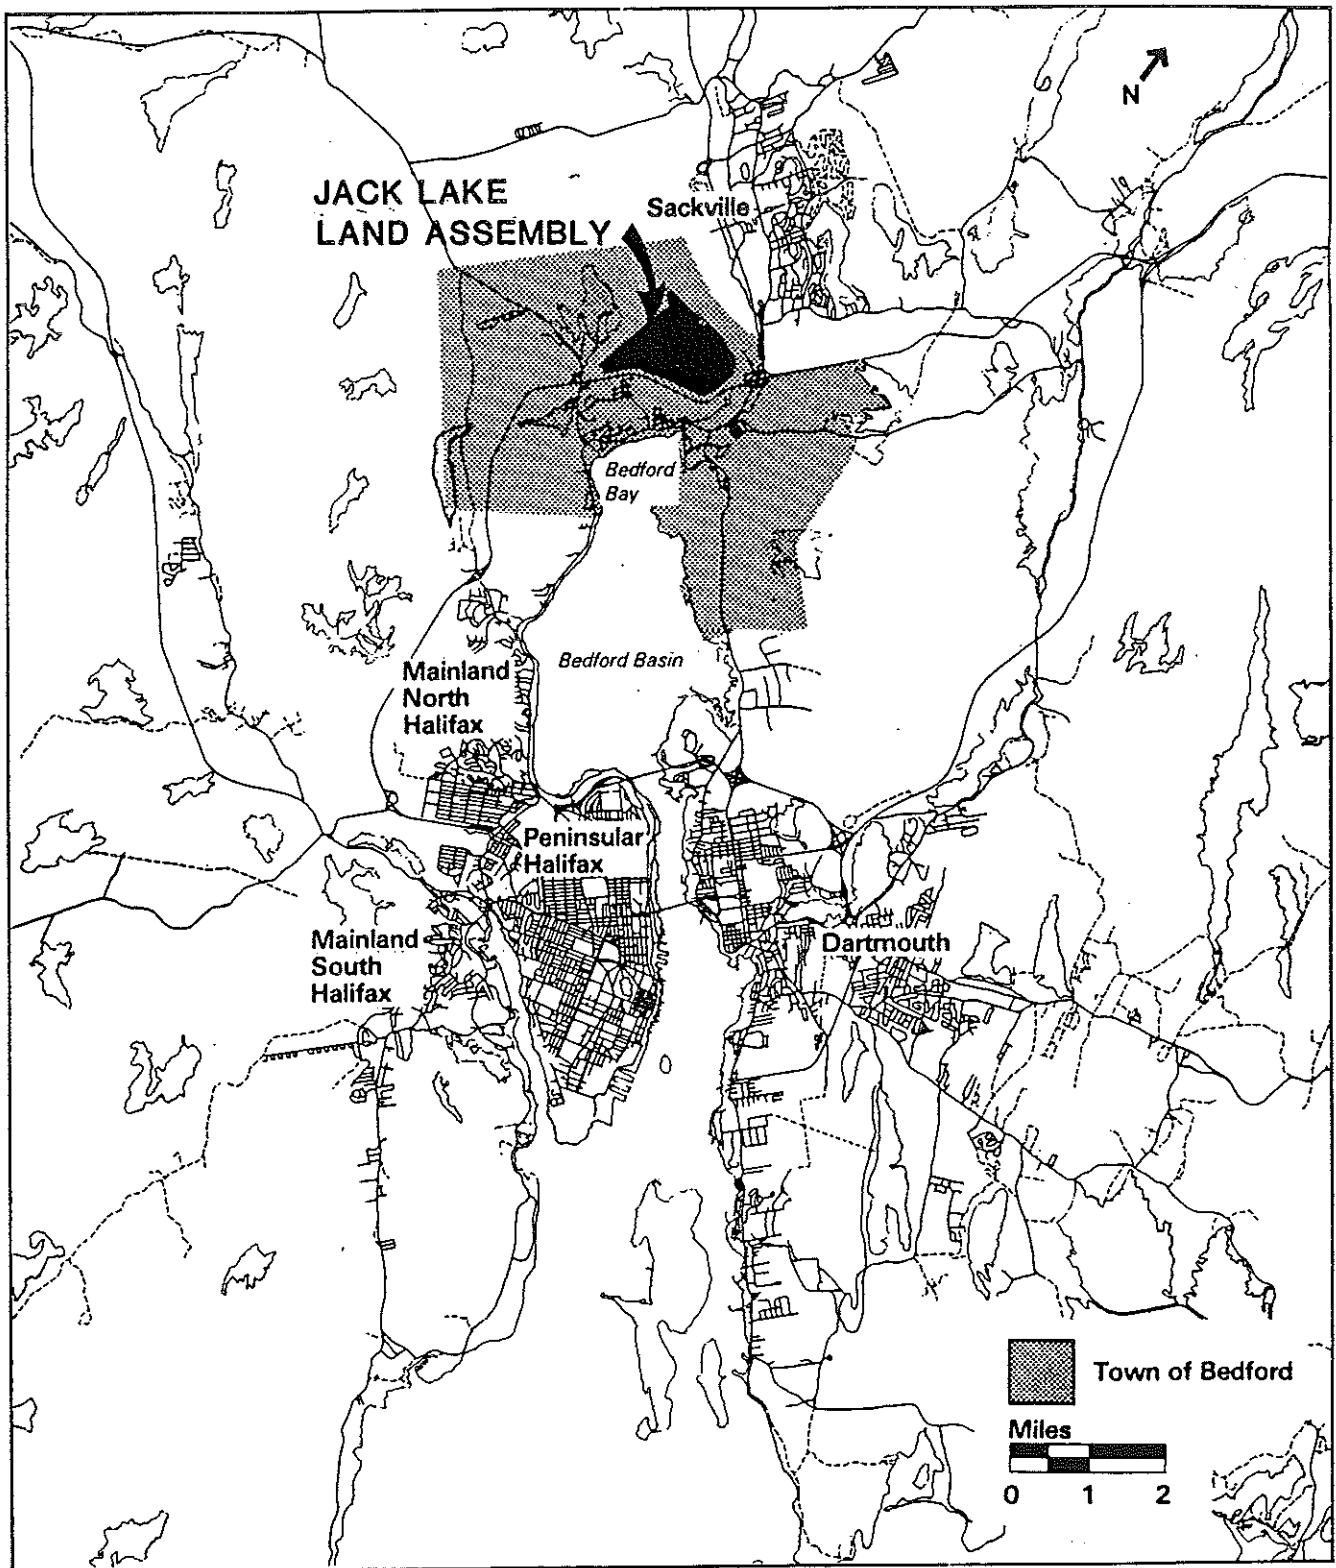 N
JACK LAKE
LAND ASSEMBLY
Sackville
Bedford
Bay
Bedford Basin
Mainland
North
Halifax
Peninsular
Halifax
Mainland
South
Halifax
Dartmouth
Town of Bedford
Miles
0 1 2